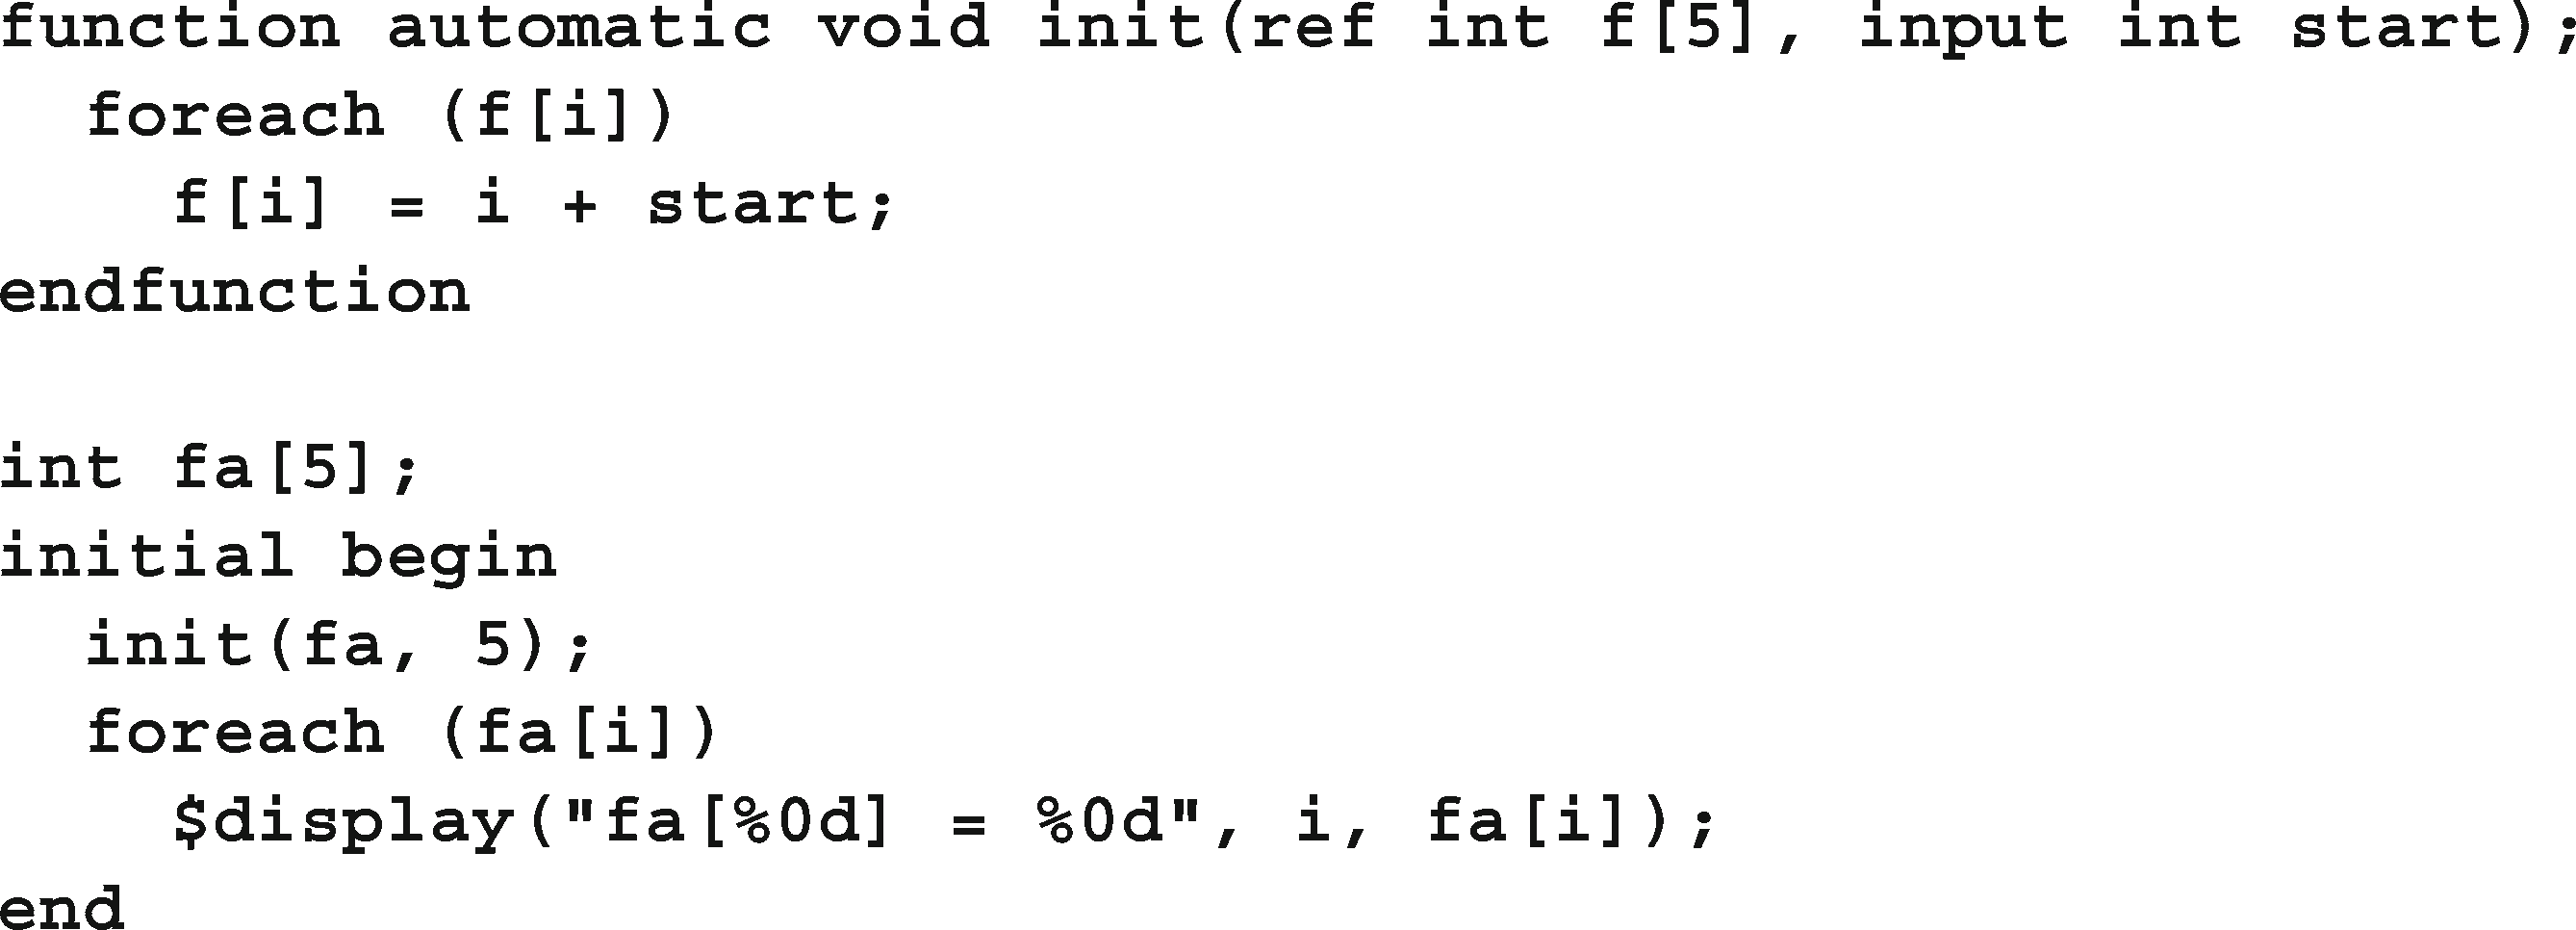 function automatic void init(ref int f[5], input int start);
  foreach (f[i])
    f[i] = i + start;
endfunction

int fa[5];
initial begin
  init(fa, 5);
  foreach (fa[i])
    $display("fa[%0d] = %0d", i, fa[i]);
end